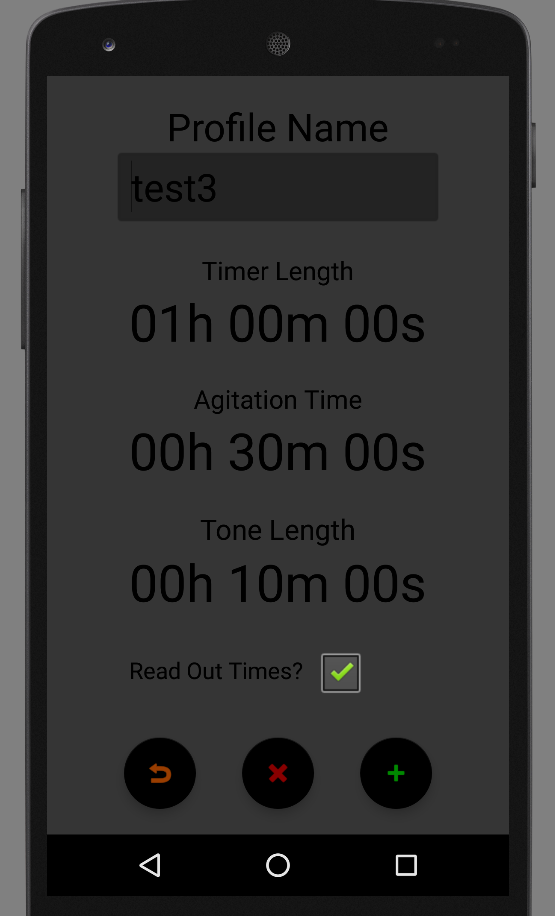 Profile Name
test3
Timer Length
01h 00m 00s
Agitation Time
00h 30m 00s
Tone Length
00h 10m 00s
Read Out Times?